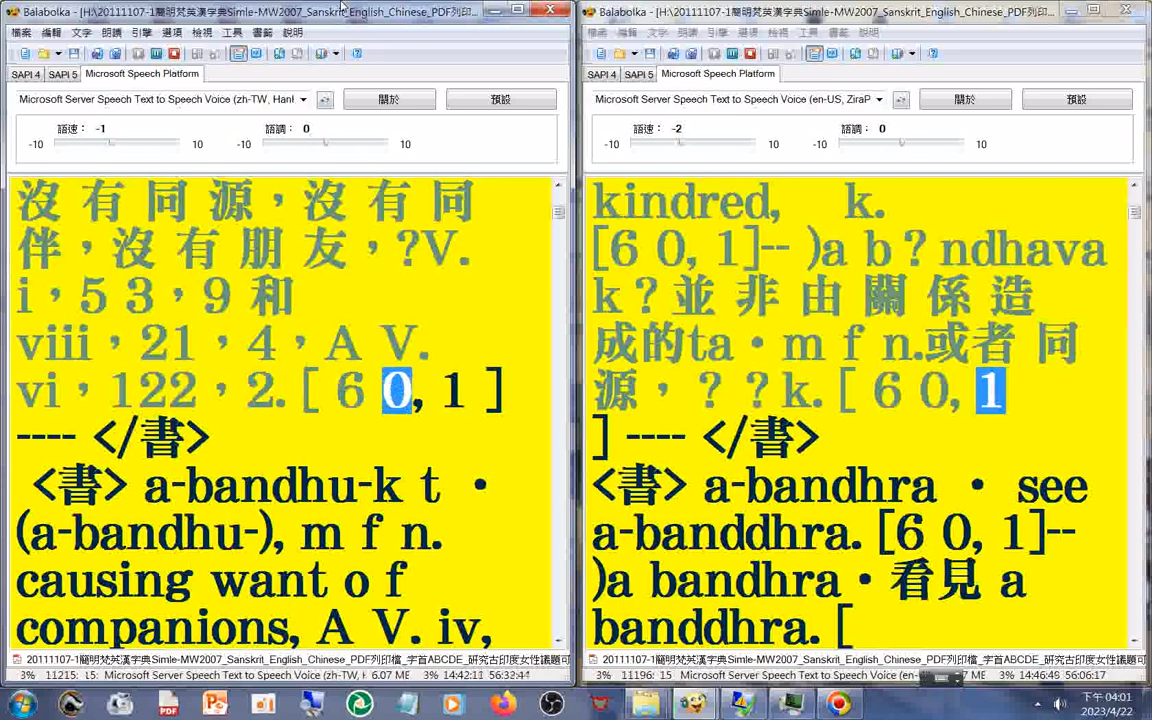 Balabolka - [H:\20111107-1簡明梵英漢字典Simle-MW2007_Sanskrit_English_Chinese_PDF列印...
檔案 編輯 文字 朗讀 引擎 選項 檢視 工具 書籤 說明
SAPI 4 SAPI 5 Microsoft Speech Platform
Microsoft Server Speech Text to Speech Voice (zh-TW, HanH
關於 預設
語速： -1 語調： 0
-10 10 -10 10
沒 有 同 源，沒 有 同
伴，沒 有 朋 友，?V.
i，5 3，9 和
viii，21，4，A V.
vi，122，2. [ 6 0, 1 ]
---- </書>
<書> a-bandhu-k t ・
(a-bandhu-), m f n.
causing want o f
companions, A V. iv,
20111107-1簡明梵英漢字典Simle-MW2007_Sanskrit_English_Chinese_PDF列印檔_字首ABCDE_研究古印度女性議題可
3% 11215: 15: Microsoft Server Speech Text to Speech Voice (zh-TW, H 6.07 MB 3% 14:42:11 56:32:44
Balabolka - [H:\20111107-1簡明梵英漢字典Simle-MW2007_Sanskrit_English_Chinese_PDF列印...
檔案 編輯 文字 朗讀 引擎 選項 檢視 工具 書籤 說明
SAPI 4 SAPI 5 Microsoft Speech Platform
Microsoft Server Speech Text to Speech Voice (en-US, ZiraP
關於 預設
語速： -2 語調： 0
-10 10 -10 10
kindred, k.
[6 0, 1]-- )a b ? ndhava
k ? 並 非 由 關 係 造
成的ta・m f n.或者 同
源，？？k. [ 6 0, 1
] ---- </書>
<書> a-bandhra ・ see
a-banddhra. [6 0, 1]--
)a bandhra・看見 a
banddhra. [
20111107-1簡明梵英漢字典Simle-MW2007_Sanskrit_English_Chinese_PDF列印檔_字首ABCDE_研究古印度女性議題可
3% 11196: 15 Microsoft Server Speech Text to Speech Voice (en-US, 3% 14:46:48 56:06:17
下午 04:01
2023/4/22